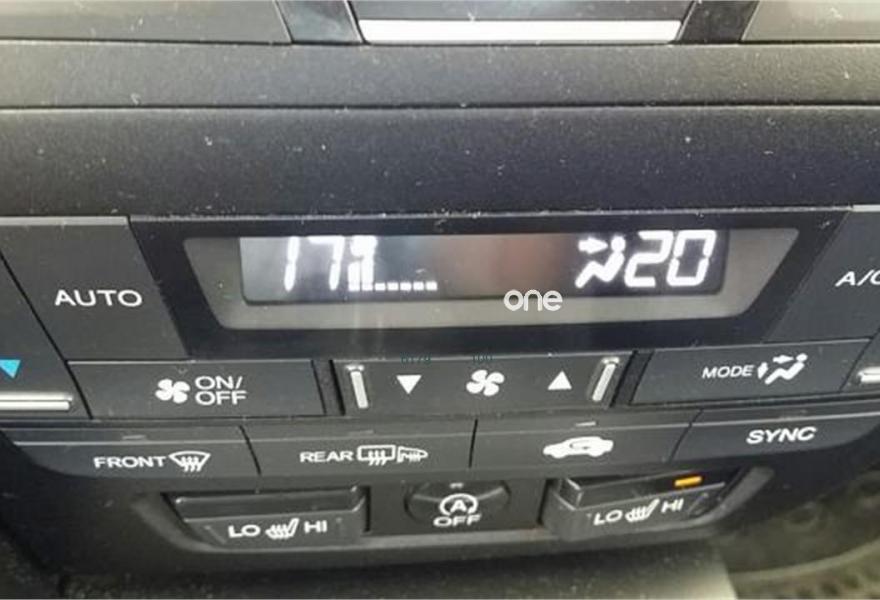 17 20
one
AUTO
A/C
ON/
OFF
MODE
FRONT
REAR
SYNC
LO HI
A
OFF
LO HI